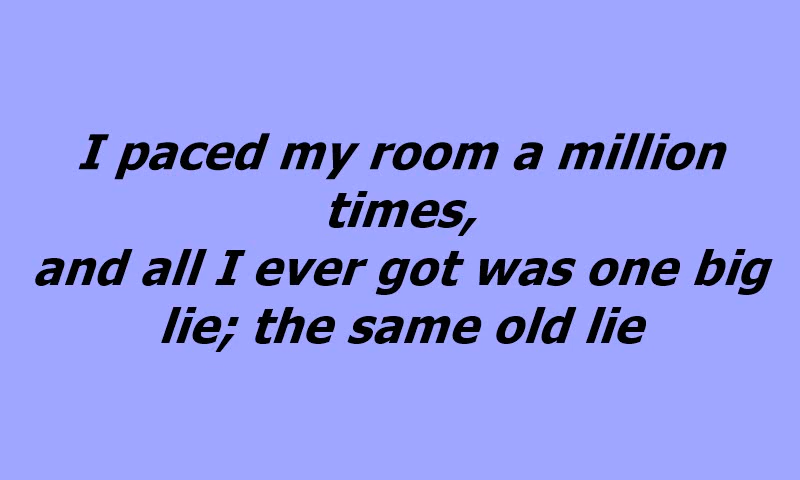 I paced my room a million
times,
and all I ever got was one big
lie; the same old lie